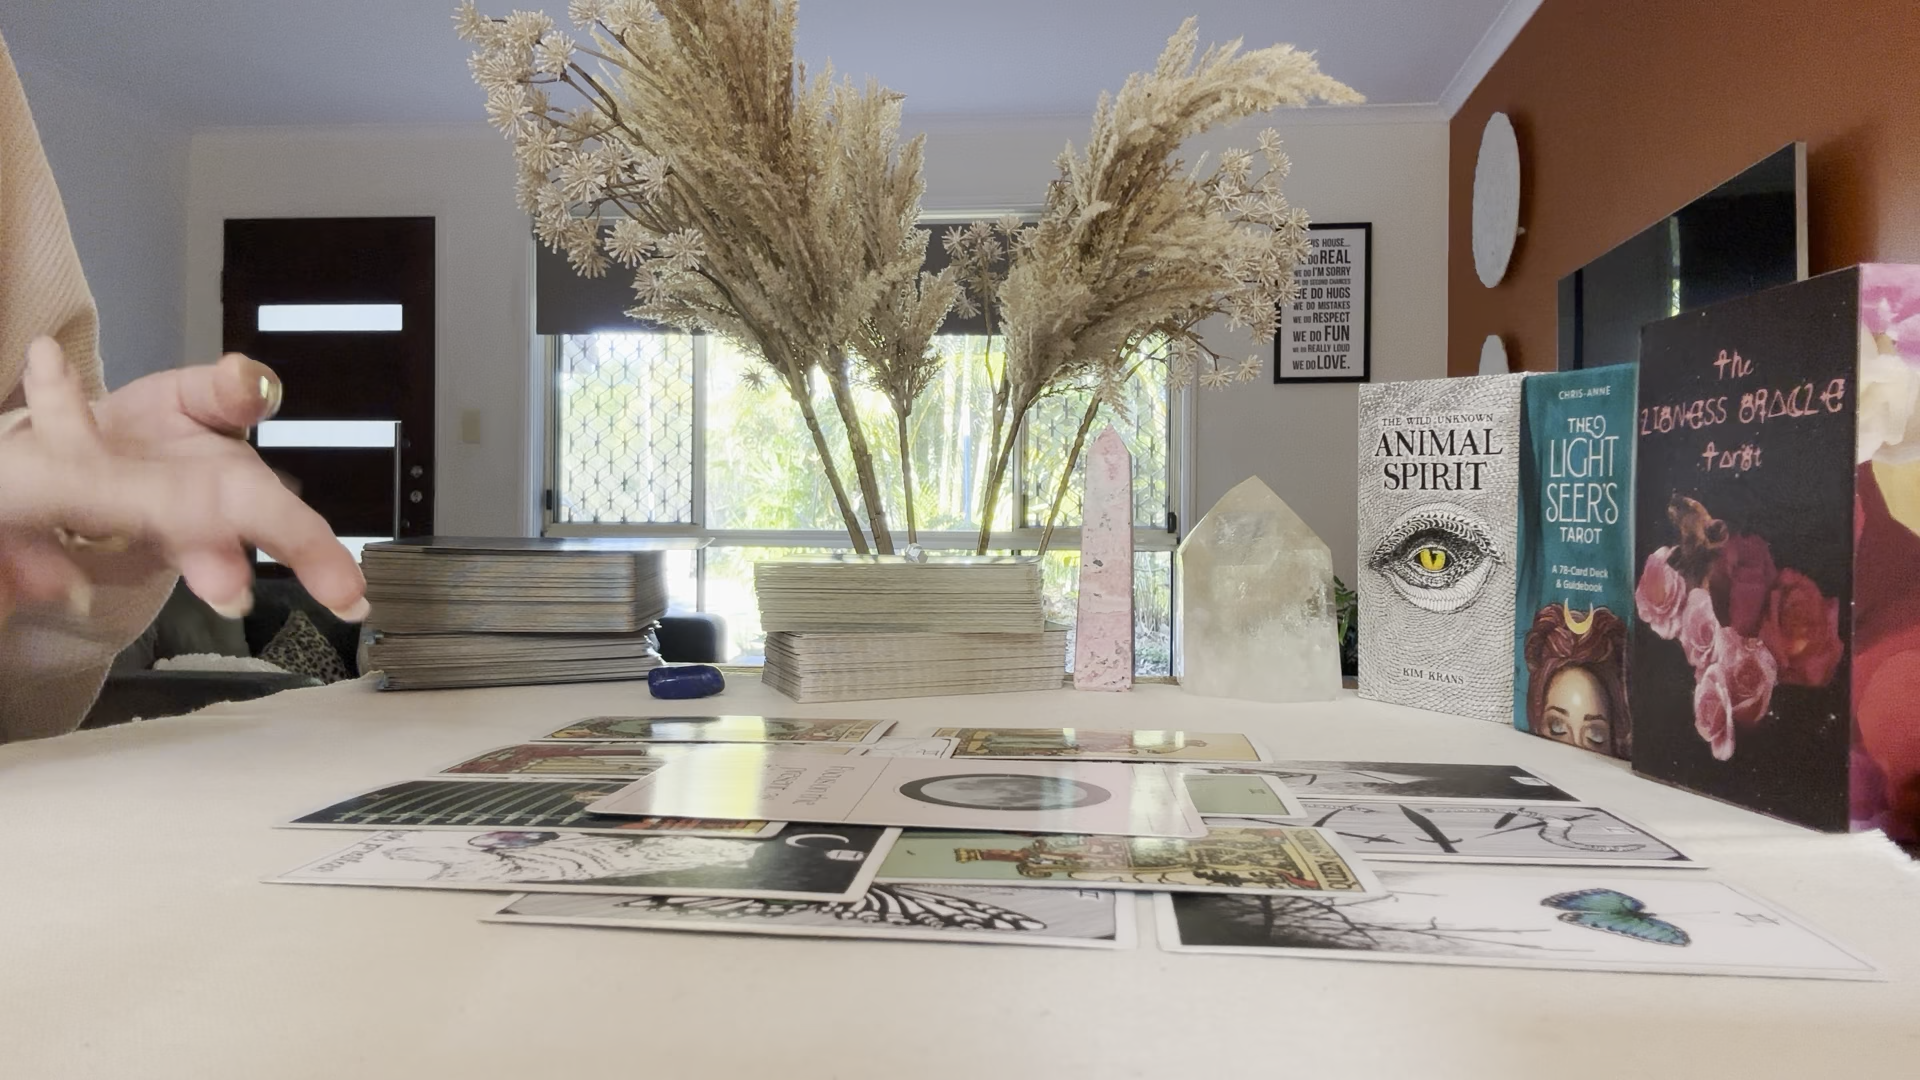 THIS HOUSE...
WE DO REAL
WE DO I'M SORRY
WE DO SECOND CHANCES
WE DO HUGS
WE DO MISTAKES
WE DO RESPECT
WE DO FUN
WE DO REALLY LOUD
WE DO LOVE.
THE WILD UNKNOWN
ANIMAL
SPIRIT
KIM KRANS
CHRIS-ANNE
THE
LIGHT
SEER'S
TAROT
A 78-Card Deck
& Guidebook
the
LIONESS ORACLE
tarot
QUEEN